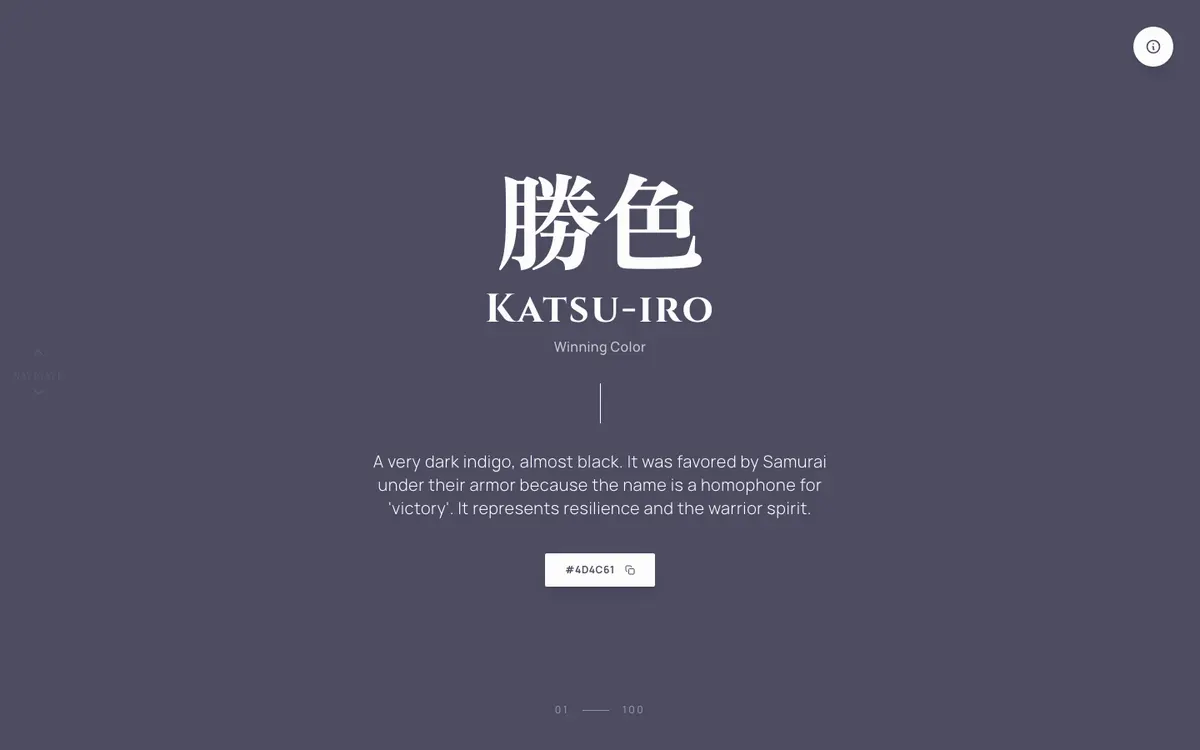 勝色
Katsu-iro
Winning Color
A very dark indigo, almost black. It was favored by Samurai
under their armor because the name is a homophone for
'victory'. It represents resilience and the warrior spirit.
#4D4C61
01
100